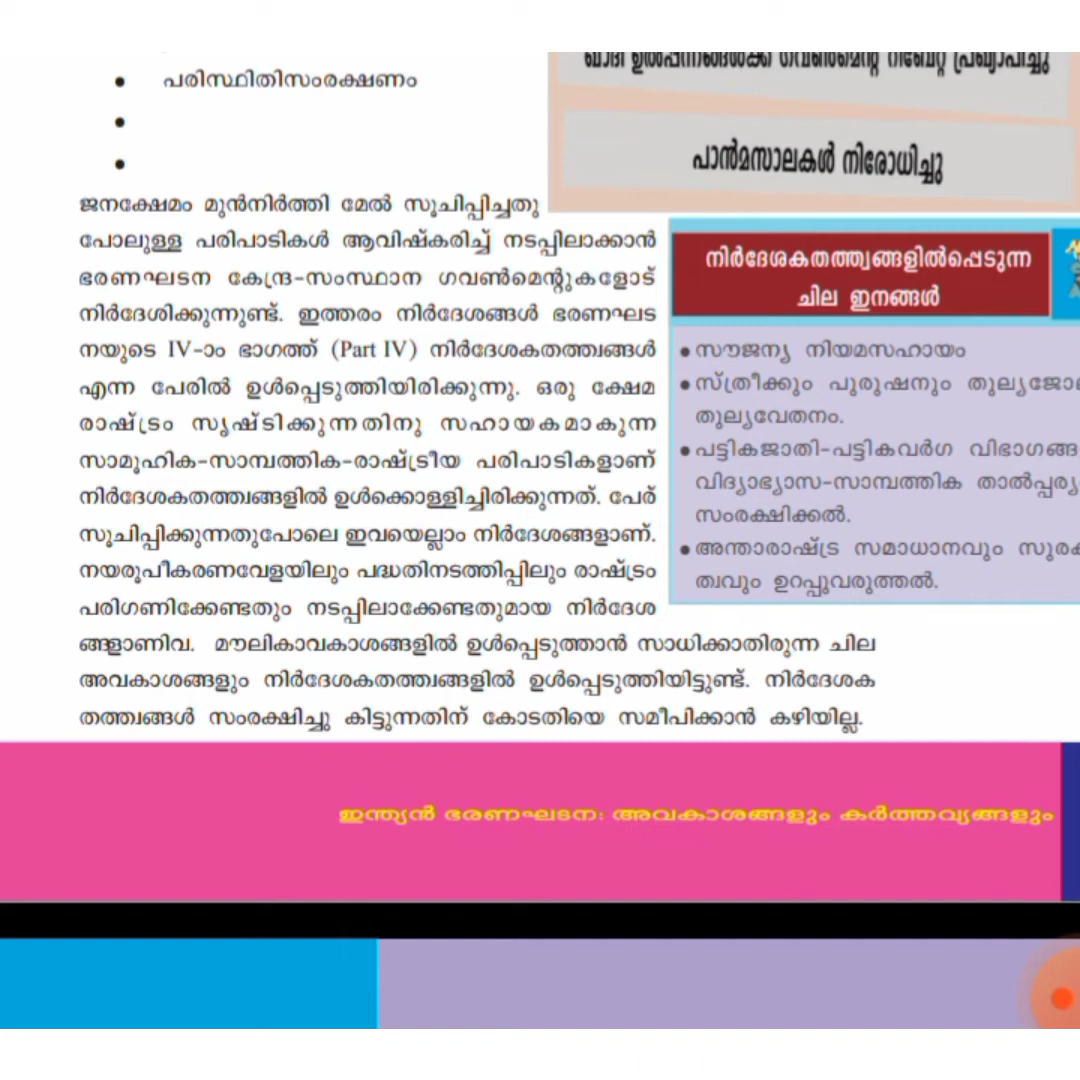 • പരിസ്ഥിതിസംരക്ഷണം
•
•
ഖാദി ഉൽപ്പന്നങ്ങൾക്ക് ഗവൺമെന്റ് റിബേറ്റ് പ്രഖ്യാപിച്ചു
പാൻമസാലകൾ നിരോധിച്ചു
ജനക്ഷേമം മുൻനിർത്തി മേൽ സൂചിപ്പിച്ചതു
പോലുള്ള പരിപാടികൾ ആവിഷ്കരിച്ച് നടപ്പിലാക്കാൻ
ഭരണഘടന കേന്ദ്ര-സംസ്ഥാന ഗവൺമെന്റുകളോട്
നിർദേശിക്കുന്നുണ്ട്. ഇത്തരം നിർദേശങ്ങൾ ഭരണഘട
നയുടെ IV-ാം ഭാഗത്ത് (Part IV) നിർദേശകതത്ത്വങ്ങൾ
എന്ന പേരിൽ ഉൾപ്പെടുത്തിയിരിക്കുന്നു. ഒരു ക്ഷേമ
രാഷ്ട്രം സൃഷ്ടിക്കുന്നതിനു സഹായകമാകുന്ന
സാമൂഹിക-സാമ്പത്തിക-രാഷ്ട്രീയ പരിപാടികളാണ്
നിർദേശകതത്ത്വങ്ങളിൽ ഉൾക്കൊള്ളിച്ചിരിക്കുന്നത്. പേര്
സൂചിപ്പിക്കുന്നതുപോലെ ഇവയെല്ലാം നിർദേശങ്ങളാണ്.
നയരൂപീകരണവേളയിലും പദ്ധതിനടത്തിപ്പിലും രാഷ്ട്രം
പരിഗണിക്കേണ്ടതും നടപ്പിലാക്കേണ്ടതുമായ നിർദേശ
ങ്ങളാണിവ. മൗലികാവകാശങ്ങളിൽ ഉൾപ്പെടുത്താൻ സാധിക്കാതിരുന്ന ചില
അവകാശങ്ങളും നിർദേശകതത്ത്വങ്ങളിൽ ഉൾപ്പെടുത്തിയിട്ടുണ്ട്. നിർദേശക
തത്ത്വങ്ങൾ സംരക്ഷിച്ചു കിട്ടുന്നതിന് കോടതിയെ സമീപിക്കാൻ കഴിയില്ല.
നിർദേശകതത്ത്വങ്ങളിൽപ്പെടുന്ന
ചില ഇനങ്ങൾ
• സൗജന്യ നിയമസഹായം
• സ്ത്രീക്കും പുരുഷനും തുല്യജോല
തുല്യവേതനം.
• പട്ടികജാതി-പട്ടികവർഗ വിഭാഗങ്ങ
വിദ്യാഭ്യാസ-സാമ്പത്തിക താൽപ്പര്യ
സംരക്ഷിക്കൽ.
• അന്താരാഷ്ട്ര സമാധാനവും സുരക്
ത്വവും ഉറപ്പുവരുത്തൽ.
ഇന്ത്യൻ ഭരണഘടന: അവകാശങ്ങളും കർത്തവ്യങ്ങളും